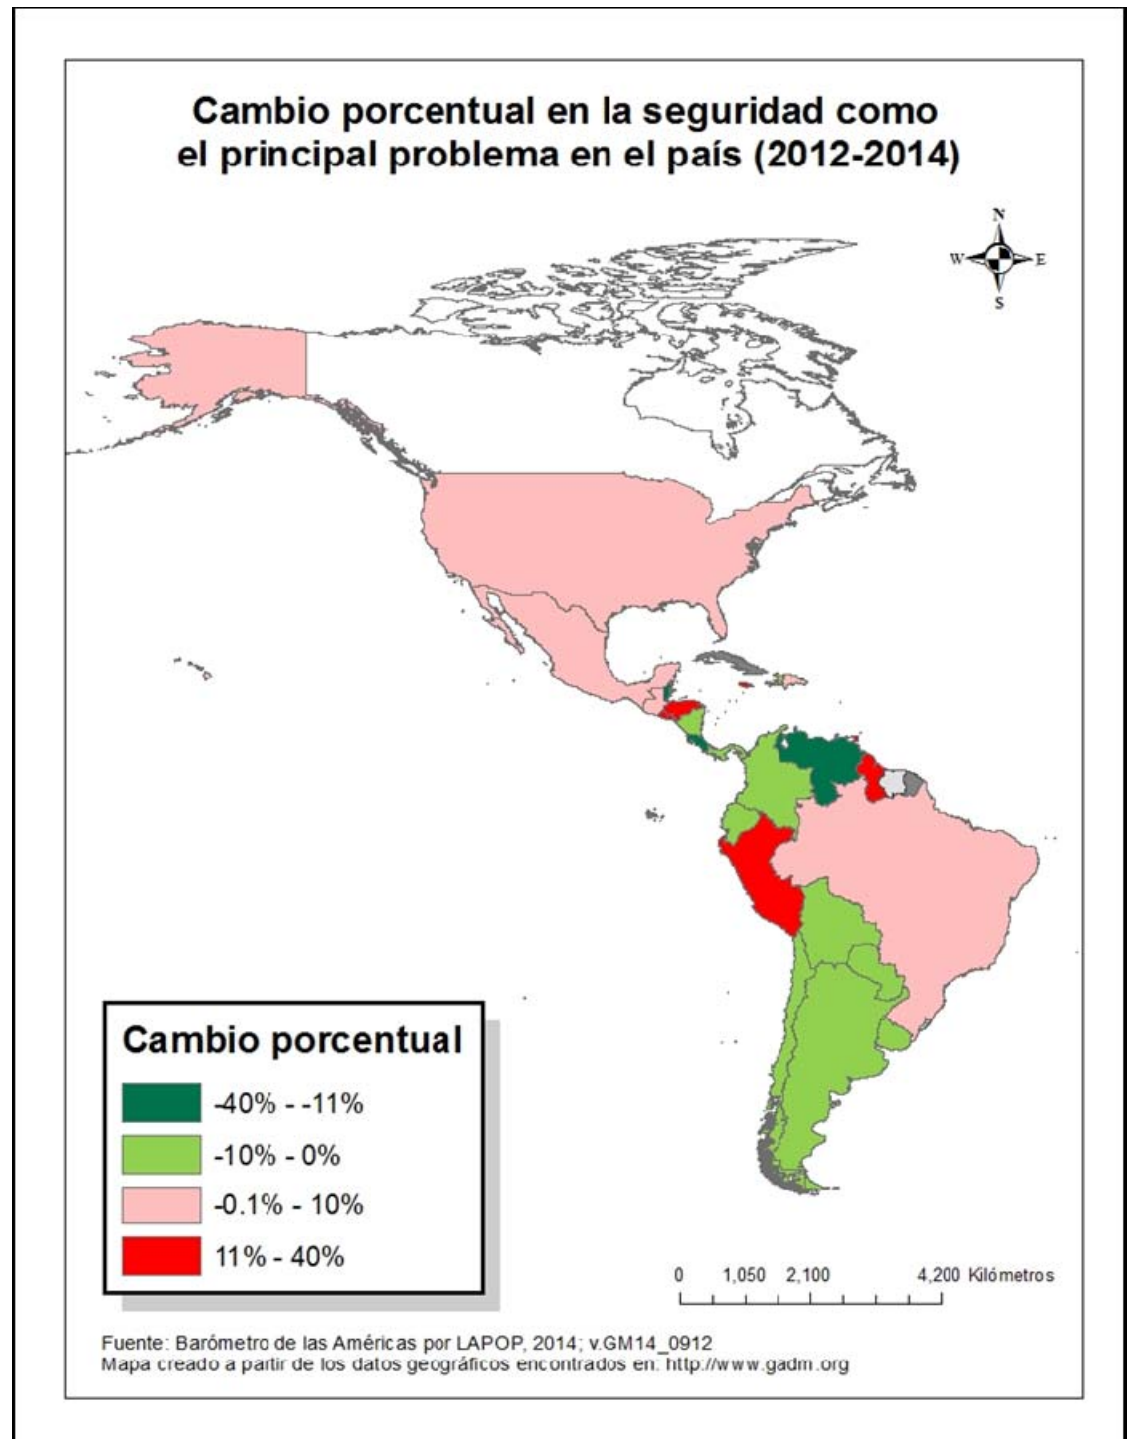 Cambio porcentual en la seguridad como
el principal problema en el país (2012-2014)
N
W E
S
Cambio porcentual
-40% - -11%
-10% - 0%
-0.1% - 10%
11% - 40%
0 1,050 2,100 4,200 Kilómetros
Fuente: Barómetro de las Américas por LAPOP, 2014; v.GM14_0912
Mapa creado a partir de los datos geográficos encontrados en: http://www.gadm.org